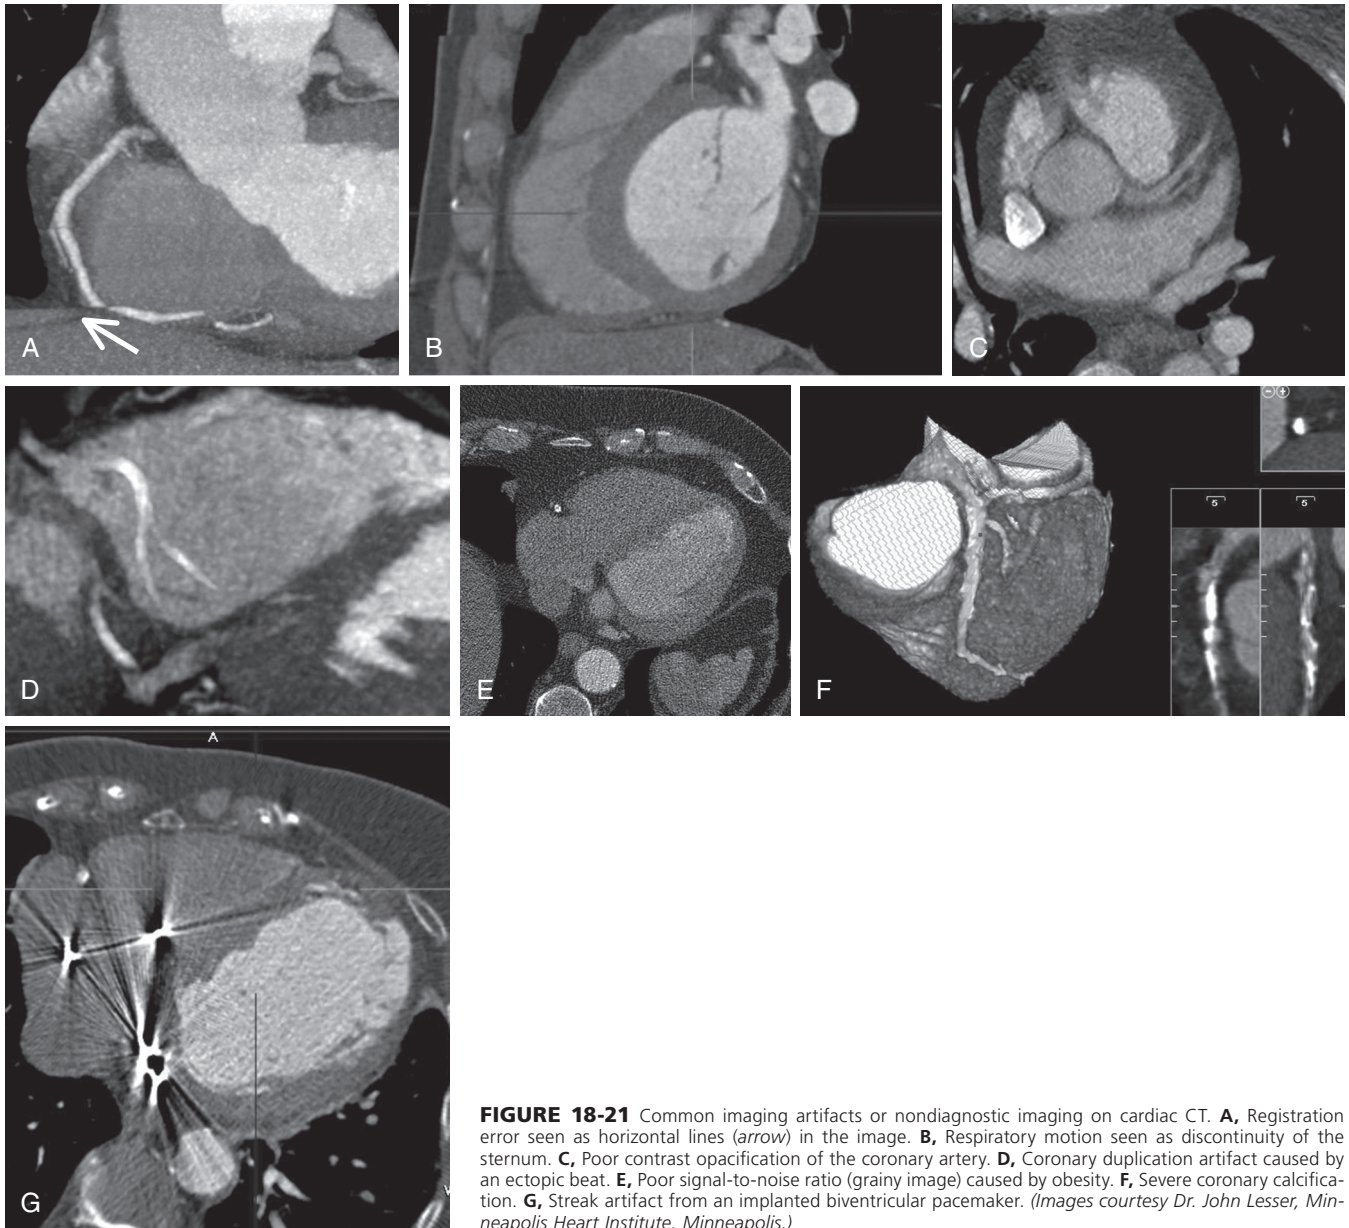 A
B
C
D
E
F
5
5
A
G
FIGURE 18-21 Common imaging artifacts or nondiagnostic imaging on cardiac CT. A, Registration
error seen as horizontal lines (arrow) in the image. B, Respiratory motion seen as discontinuity of the
sternum. C, Poor contrast opacification of the coronary artery. D, Coronary duplication artifact caused by
an ectopic beat. E, Poor signal-to-noise ratio (grainy image) caused by obesity. F, Severe coronary calcifica-
tion. G, Streak artifact from an implanted biventricular pacemaker. (Images courtesy Dr. John Lesser, Min-
neapolis Heart Institute, Minneapolis.)